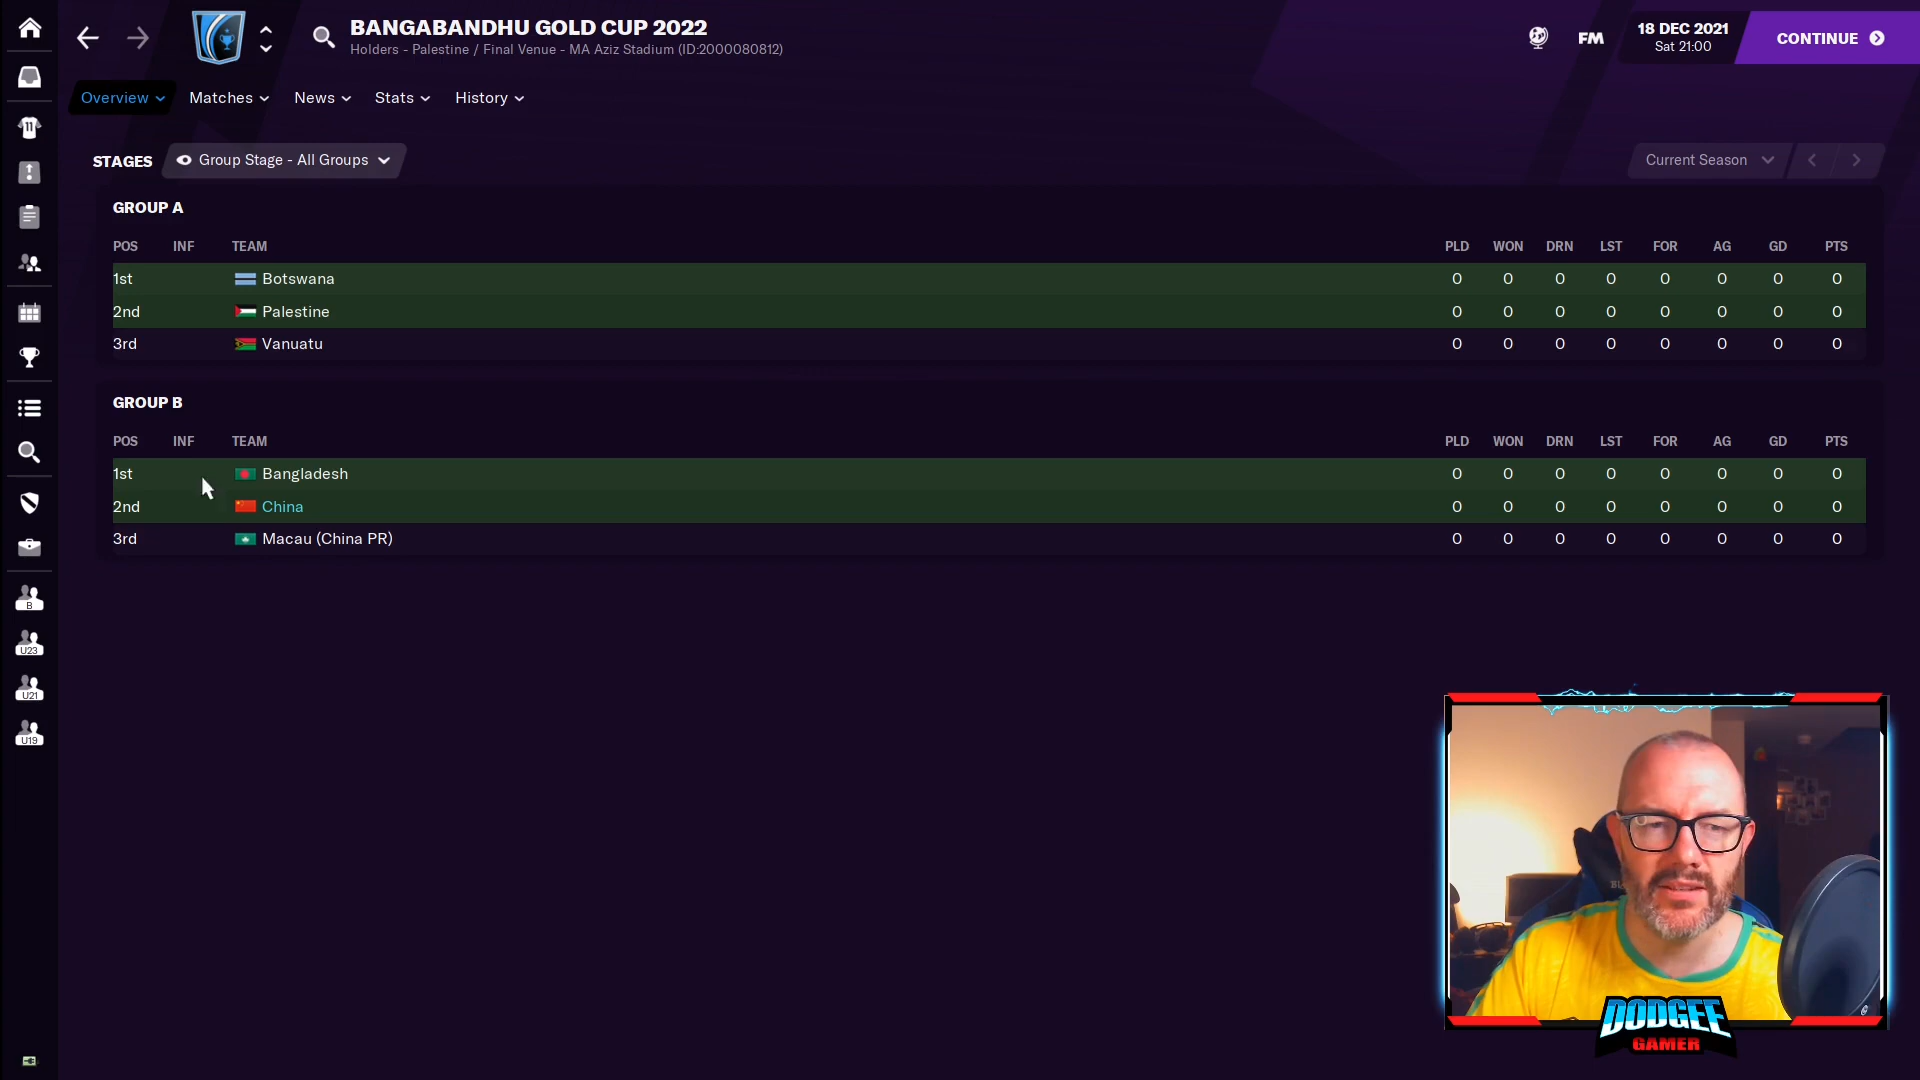 BANGABANDHU GOLD CUP 2022
Holders - Palestine / Final Venue - MA Aziz Stadium (ID:2000080812)
FM
18 DEC 2021
Sat 21:00
CONTINUE
Overview
Matches
News
Stats
History
STAGES
Group Stage - All Groups
Current Season
GROUP A
POS INF TEAM PLD WON DRN LST FOR AG GD PTS
1st Botswana 0 0 0 0 0 0 0 0
2nd Palestine 0 0 0 0 0 0 0 0
3rd Vanuatu 0 0 0 0 0 0 0 0
GROUP B
POS INF TEAM PLD WON DRN LST FOR AG GD PTS
1st Bangladesh 0 0 0 0 0 0 0 0
2nd China 0 0 0 0 0 0 0 0
3rd Macau (China PR) 0 0 0 0 0 0 0 0
11
B
U23
U21
U19
DODGEE
GAMER